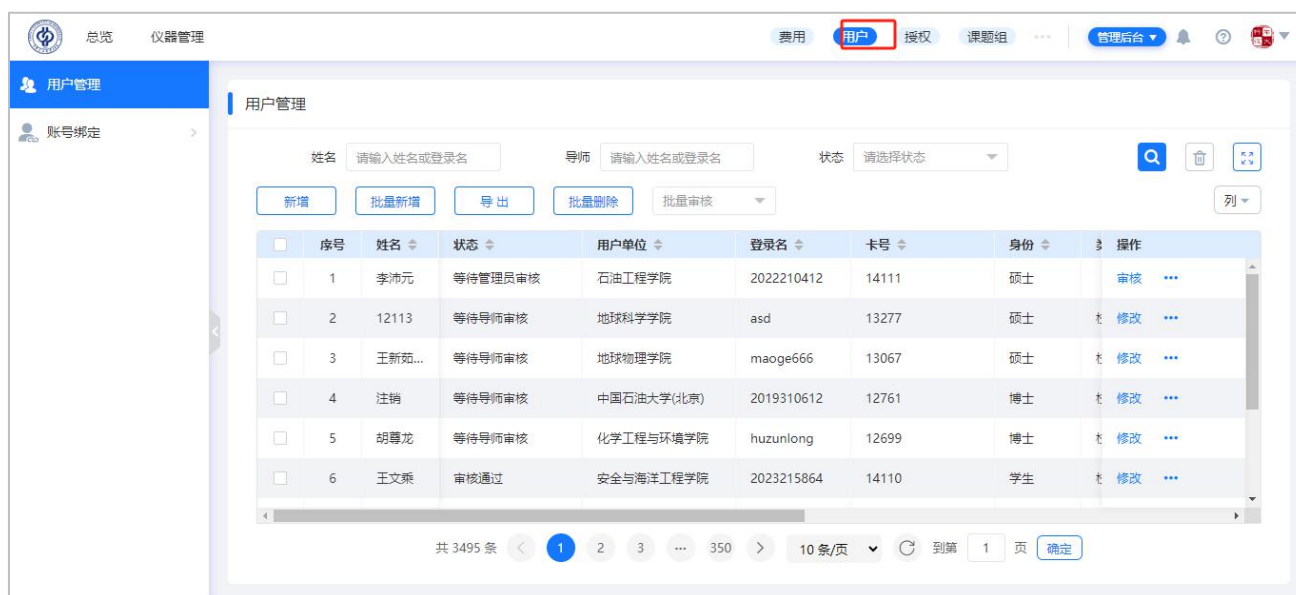 总览 仪器管理 费用 用户 授权 课题组 ··· 管理后台
用户管理
账号绑定
用户管理
姓名 请输入姓名或登录名 导师 请输入姓名或登录名 状态 请选择状态
新增 批量新增 导出 批量删除 批量审核 列
序号 姓名 状态 用户单位 登录名 卡号 身份 操作
1 李沛元 等待管理员审核 石油工程学院 2022210412 14111 硕士 审核 ···
2 12113 等待导师审核 地球科学学院 asd 13277 硕士 修改 ···
3 王新茹... 等待导师审核 地球物理学院 maoge666 13067 硕士 修改 ···
4 注销 等待导师审核 中国石油大学(北京) 2019310612 12761 博士 修改 ···
5 胡尊龙 等待导师审核 化学工程与环境学院 huzunlong 12699 博士 修改 ···
6 王文乘 审核通过 安全与海洋工程学院 2023215864 14110 学生 修改 ···
共 3495 条 < 1 2 3 ··· 350 > 10 条/页 到第 1 页 确定